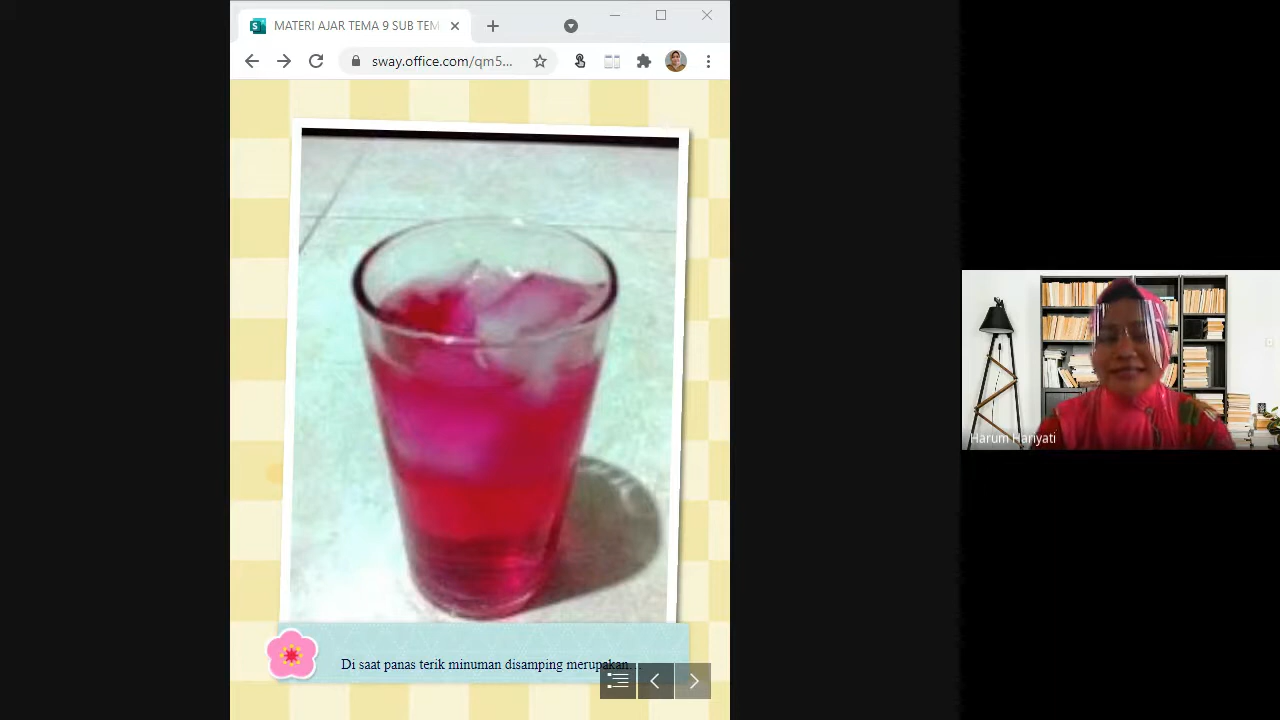 MATERI AJAR TEMA 9 SUB TEM
sway.office.com/qm5...
Di saat panas terik minuman disamping merupakan...
Harum Hariyati